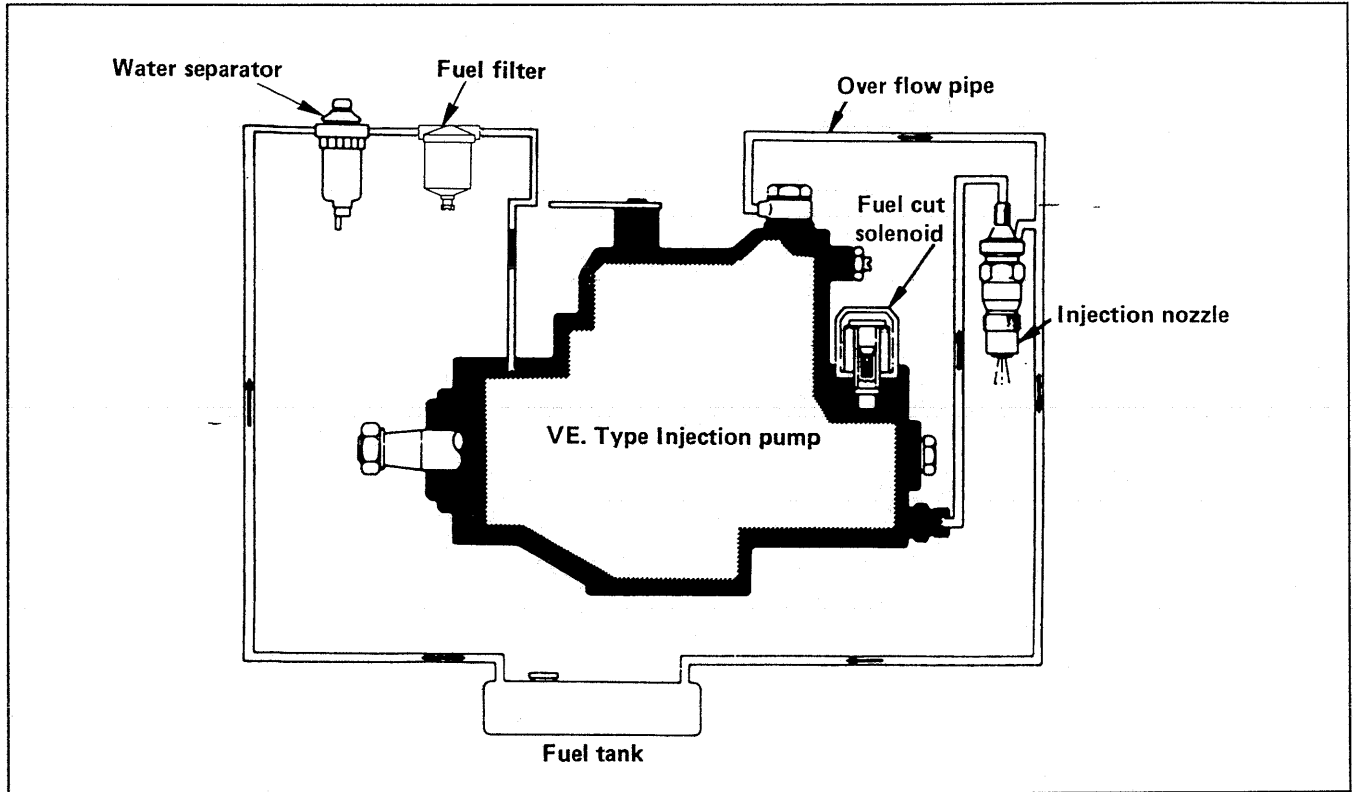 Water separator
Fuel filter
Over flow pipe
Fuel cut
solenoid
Injection nozzle
VE. Type Injection pump
Fuel tank